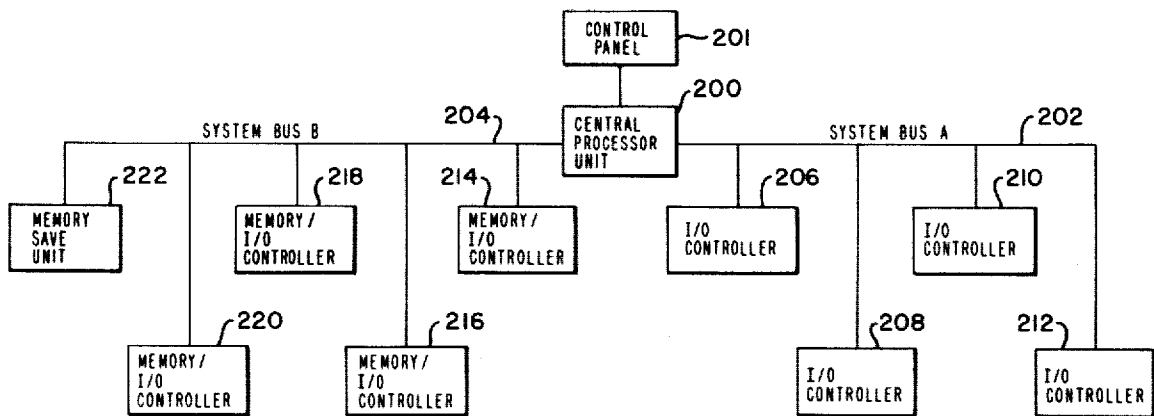 CONTROL
PANEL
201
200
CENTRAL
PROCESSOR
UNIT
SYSTEM BUS B
204
SYSTEM BUS A
202
222
MEMORY
SAVE
UNIT
218
MEMORY/
I/O
CONTROLLER
214
MEMORY/
I/O
CONTROLLER
206
I/O
CONTROLLER
210
I/O
CONTROLLER
220
MEMORY/
I/O
CONTROLLER
216
MEMORY/
I/O
CONTROLLER
208
I/O
CONTROLLER
212
I/O
CONTROLLER